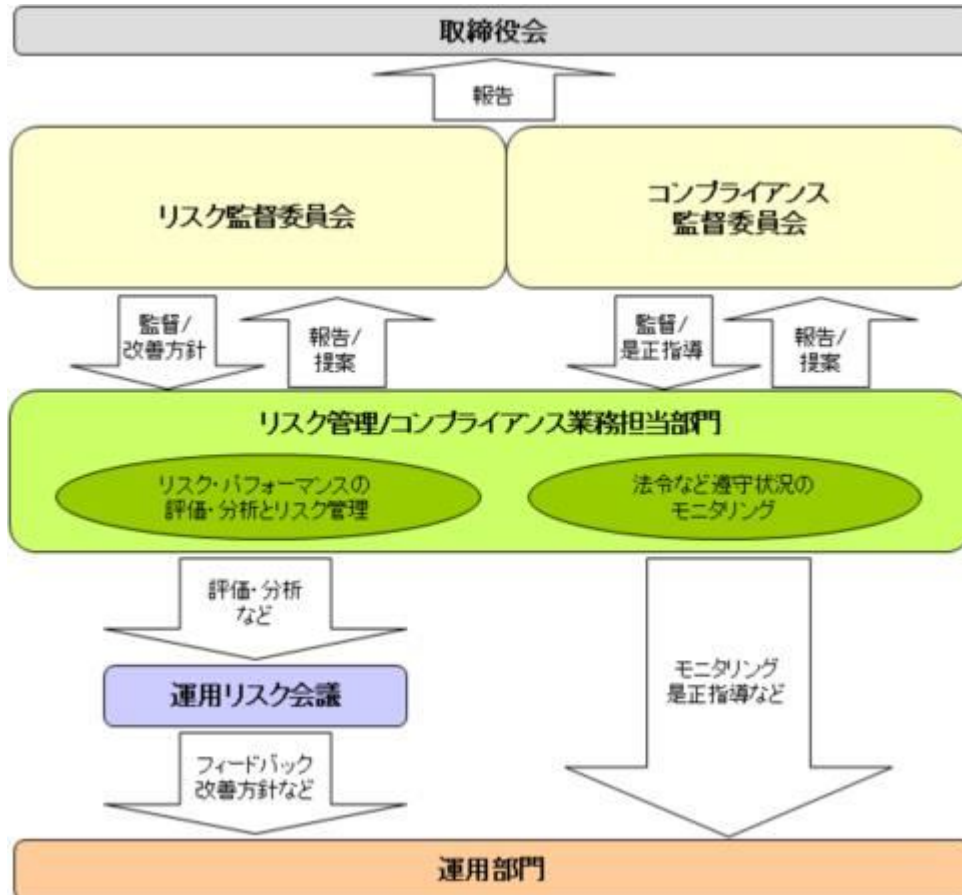 取締役会
報告
リスク監督委員会
コンプライアンス
監督委員会
監督/
改善方針
報告/
提案
監督/
是正指導
報告/
提案
リスク管理/コンプライアンス業務担当部門
リスク・パフォーマンスの
評価・分析とリスク管理
法令など遵守状況の
モニタリング
評価・分析
など
運用リスク会議
モニタリング
是正指導など
フィードバック
改善方針など
運用部門